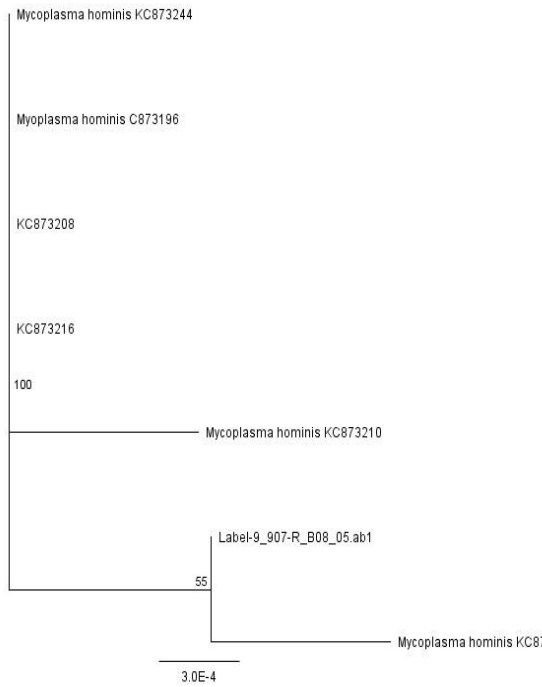 Mycoplasma hominis KC873244
Myoplasma hominis C873196
KC873208
KC873216
100
Mycoplasma hominis KC873210
Label-9_907-R_B08_05.ab1
55
Mycoplasma hominis
3.0E-4